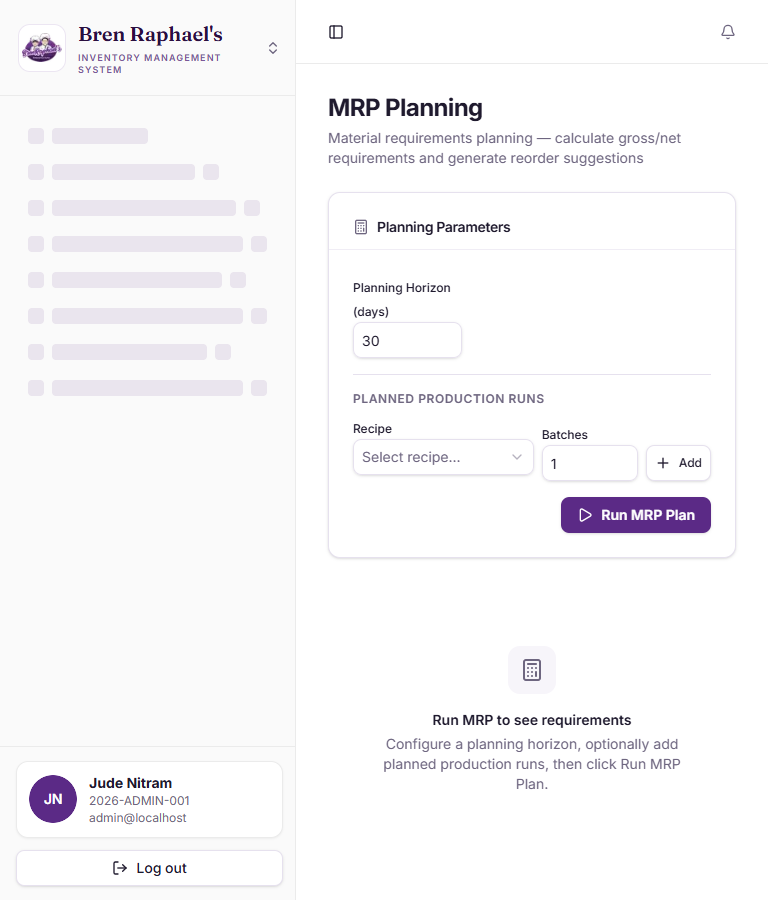 Bren Raphael's
INVENTORY MANAGEMENT
SYSTEM
MRP Planning
Material requirements planning — calculate gross/net
requirements and generate reorder suggestions
Planning Parameters
Planning Horizon
(days)
30
PLANNED PRODUCTION RUNS
Recipe
Batches
Select recipe...
1
Add
Run MRP Plan
Run MRP to see requirements
Configure a planning horizon, optionally add
planned production runs, then click Run MRP
Plan.
JN
Jude Nitram
2026-ADMIN-001
admin@localhost
Log out